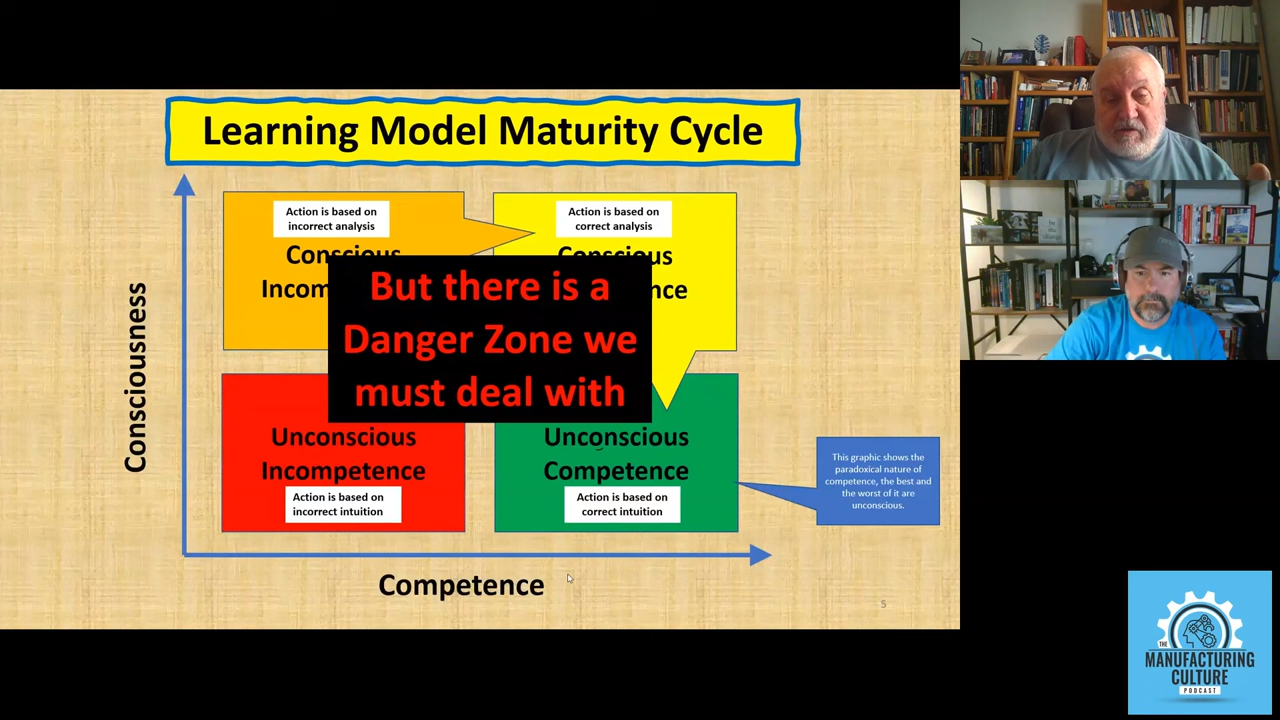 Learning Model Maturity Cycle
Consciousness
Action is based on
incorrect analysis
Conscious
Action is based on
correct analysis
Conscious
But there is a
Danger Zone we
must deal with
Unconscious
Incompetence
Action is based on
incorrect intuition
Unconscious
Competence
Action is based on
correct intuition
This graphic shows the
paradoxical nature of
competence, the best and
the worst of it are
unconscious.
Competence
5
THE
MANUFACTURING
CULTURE
PODCAST